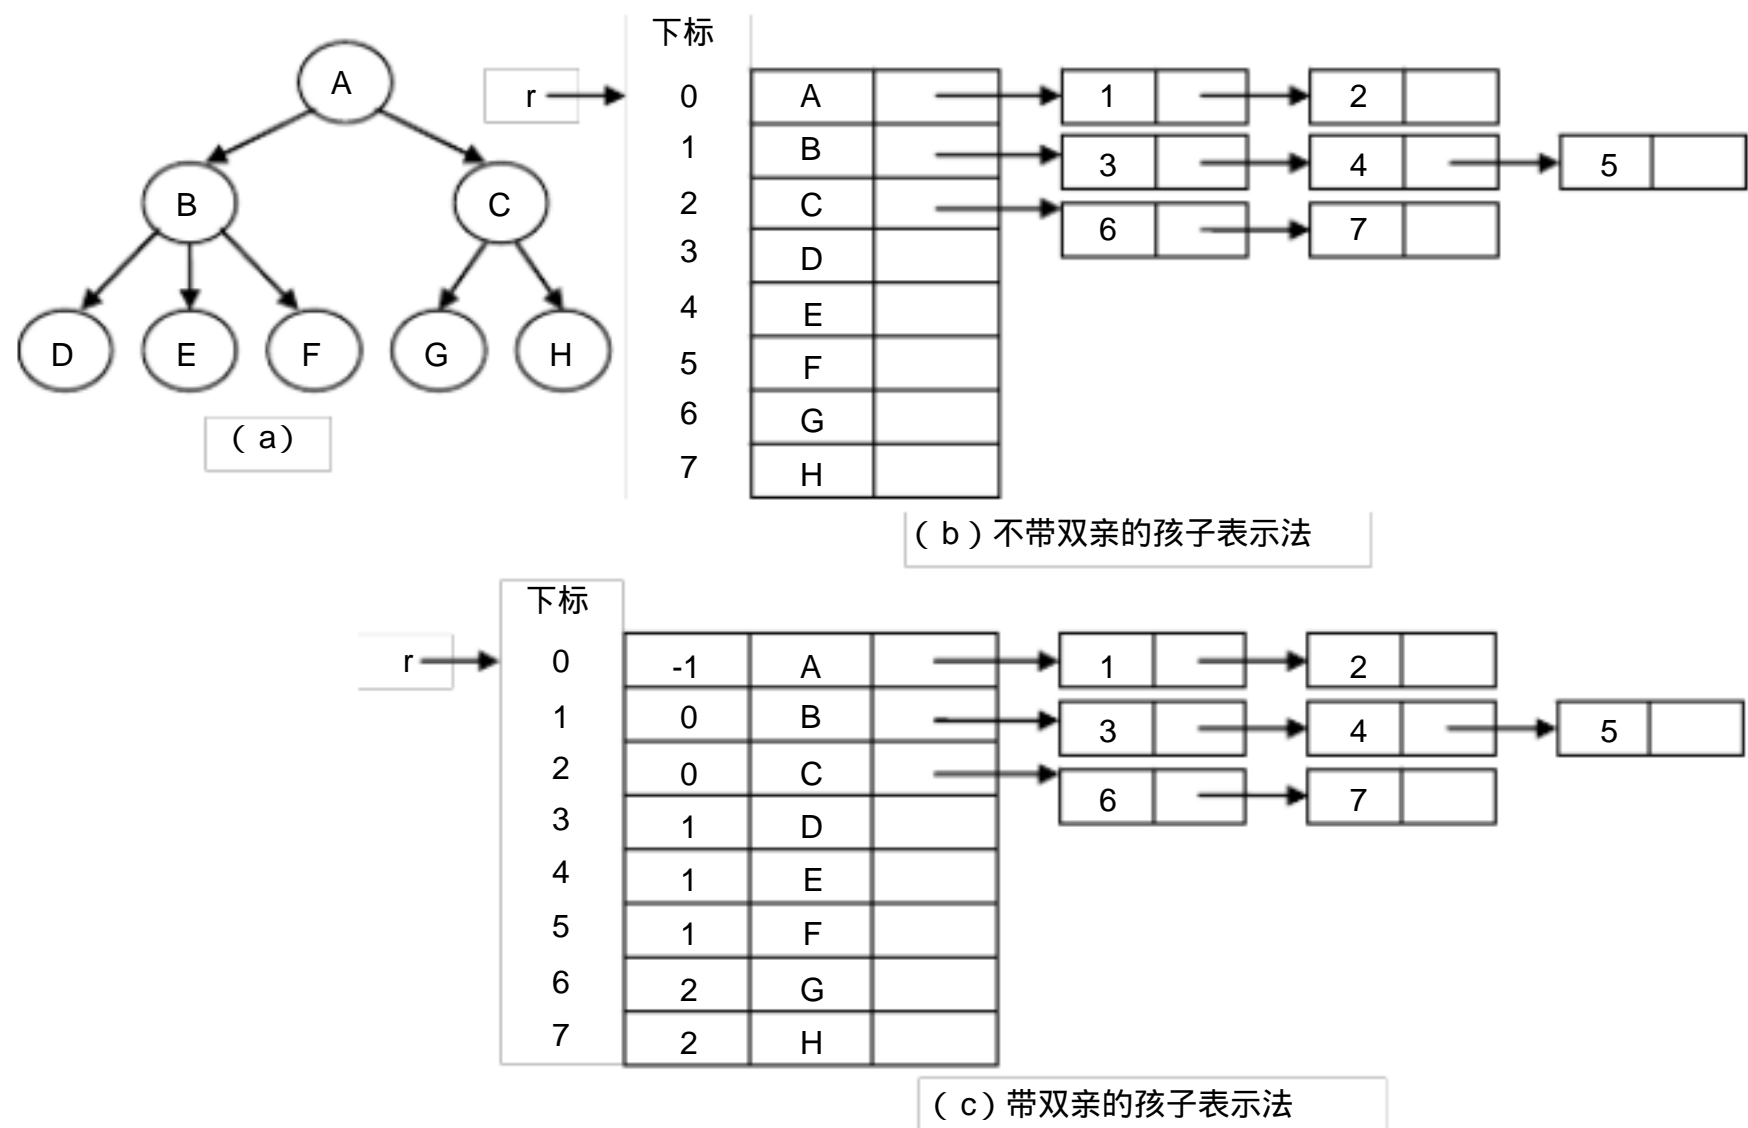 A
B C
D E F G H
（a）
下标
r 0 A 1 2
1 B 3 4 5
2 C 6 7
3 D
4 E
5 F
6 G
7 H
（b）不带双亲的孩子表示法
下标
r 0 -1 A 1 2
1 0 B 3 4 5
2 0 C 6 7
3 1 D
4 1 E
5 1 F
6 2 G
7 2 H
（c）带双亲的孩子表示法